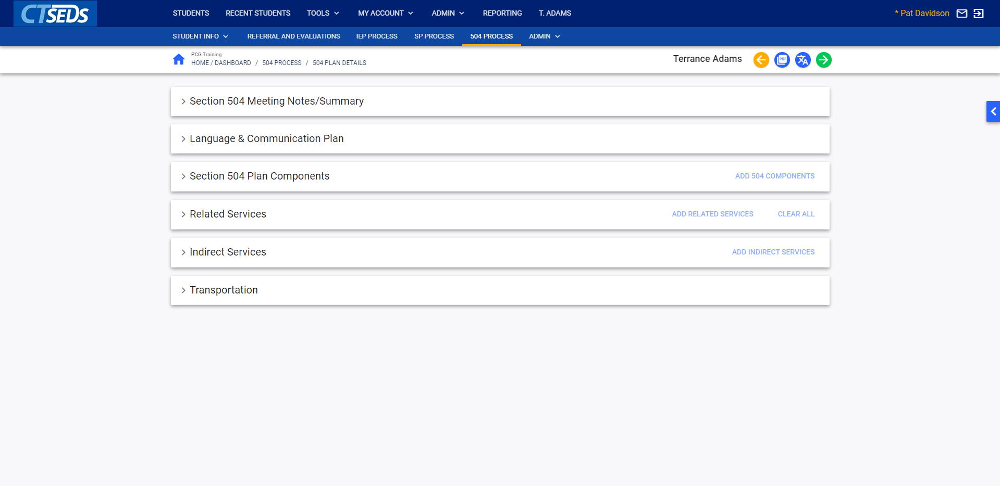 CTSEDS
STUDENTS RECENT STUDENTS TOOLS MY ACCOUNT ADMIN REPORTING T. ADAMS
* Pat Davidson
STUDENT INFO REFERRAL AND EVALUATIONS IEP PROCESS SP PROCESS 504 PROCESS ADMIN
PCG Training
HOME / DASHBOARD / 504 PROCESS / 504 PLAN DETAILS
Terrance Adams
PDF
Section 504 Meeting Notes/Summary
Language & Communication Plan
Section 504 Plan Components ADD 504 COMPONENTS
Related Services ADD RELATED SERVICES CLEAR ALL
Indirect Services ADD INDIRECT SERVICES
Transportation